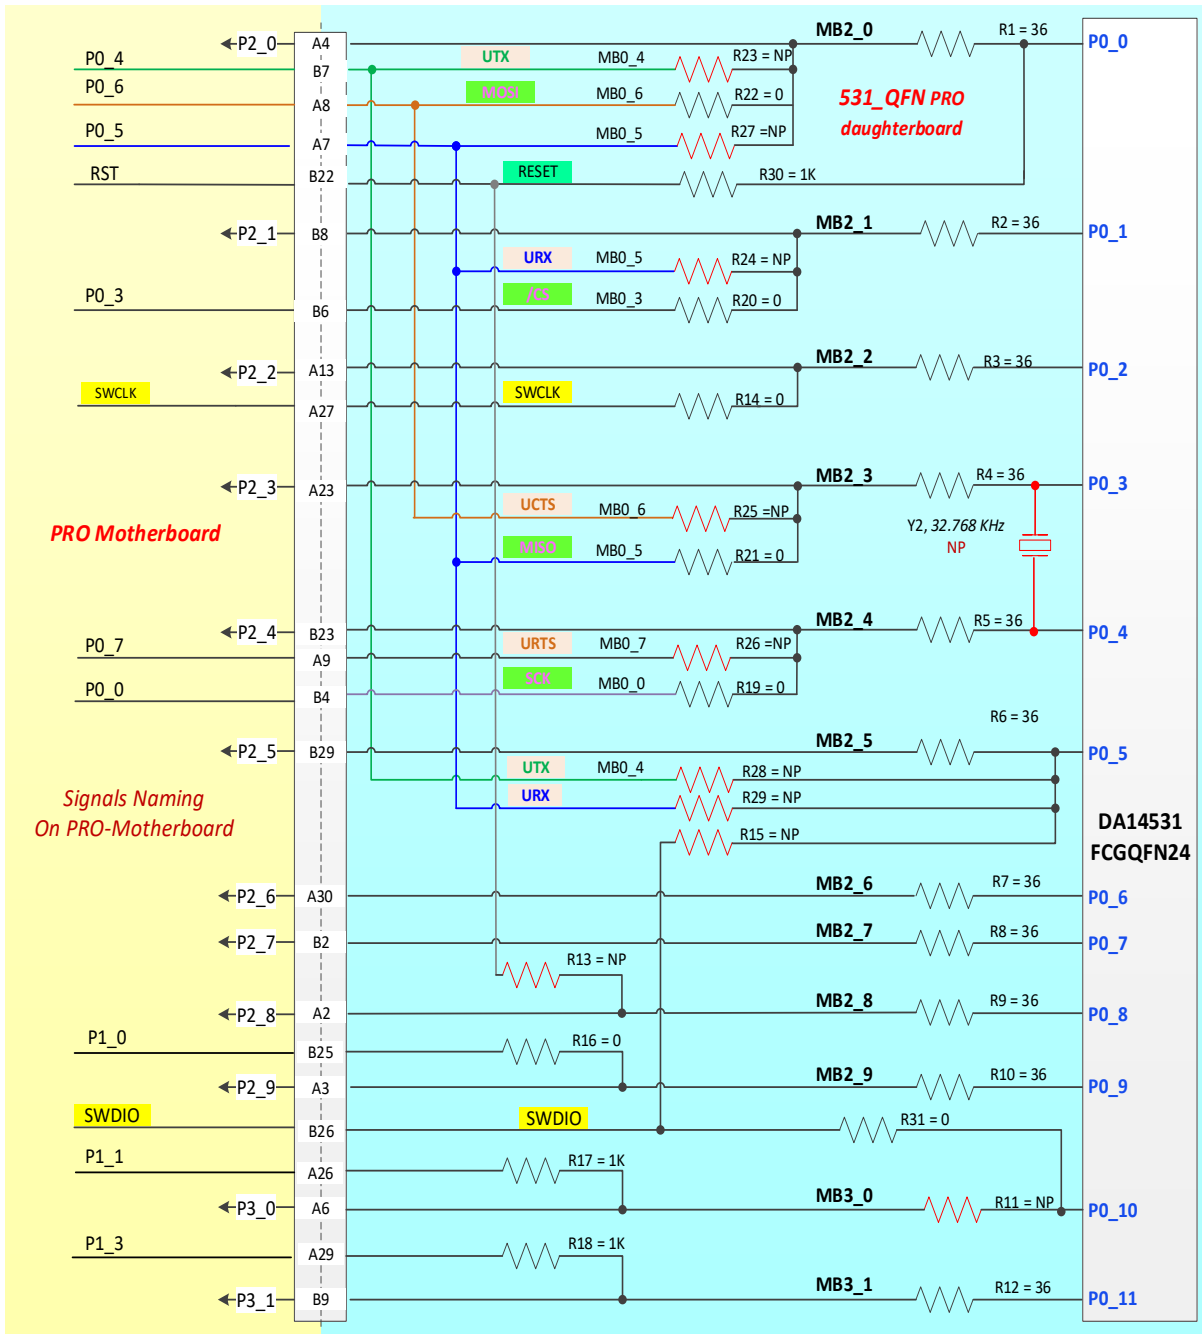 P2_0 A4 MB2_0 R1 = 36 P0_0
P0_4 B7 UTX MB0_4 R23 = NP
P0_6 A8 MOSI MB0_6 R22 = 0
531_QFN PRO
daughterboard
P0_5 A7 MB0_5 R27 =NP
RST B22 RESET R30 = 1K
P2_1 B8 MB2_1 R2 = 36 P0_1
URX MB0_5 R24 = NP
P0_3 B6 /CS MB0_3 R20 = 0
P2_2 A13 MB2_2 R3 = 36 P0_2
SWCLK A27 SWCLK R14 = 0
P2_3 A23 MB2_3 R4 = 36 P0_3
UCTS MB0_6 R25 =NP
Y2, 32.768 KHz
NP
PRO Motherboard
MISO MB0_5 R21 = 0
P2_4 B23 MB2_4 R5 = 36 P0_4
P0_7 A9 URTS MB0_7 R26 =NP
P0_0 B4 SCK MB0_0 R19 = 0
R6 = 36
P2_5 B29 MB2_5 P0_5
UTX MB0_4 R28 = NP
URX R29 = NP
Signals Naming
On PRO-Motherboard
R15 = NP
DA14531
FCGQFN24
P2_6 A30 MB2_6 R7 = 36 P0_6
P2_7 B2 MB2_7 R8 = 36 P0_7
R13 = NP
P2_8 A2 MB2_8 R9 = 36 P0_8
P1_0 B25 R16 = 0
P2_9 A3 MB2_9 R10 = 36 P0_9
SWDIO B26 SWDIO R31 = 0
P1_1 A26 R17 = 1K
P3_0 A6 MB3_0 R11 = NP P0_10
P1_3 A29 R18 = 1K
P3_1 B9 MB3_1 R12 = 36 P0_11